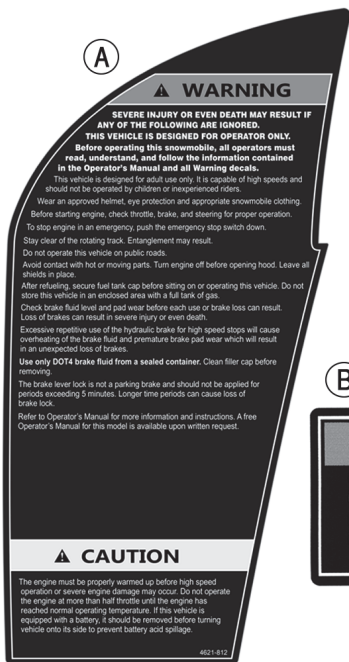 A
WARNING
SEVERE INJURY OR EVEN DEATH MAY RESULT IF
ANY OF THE FOLLOWING ARE IGNORED.
THIS VEHICLE IS DESIGNED FOR OPERATOR ONLY.
Before operating this snowmobile, all operators must
read, understand, and follow the information contained
in the Operator's Manual and all Warning decals.
This vehicle is designed for adult use only. It is capable of high speeds and
should not be operated by children or inexperienced riders.
Wear an approved helmet, eye protection and appropriate snowmobile clothing.
Before starting engine, check throttle, brake, and steering for proper operation.
To stop engine in an emergency, push the emergency stop switch down.
Stay clear of the rotating track. Entanglement may result.
Do not operate this vehicle on public roads.
Avoid contact with hot or moving parts. Turn engine off before opening hood. Leave all
shields in place.
After refueling, secure fuel tank cap before sitting on or operating this vehicle. Do not
store this vehicle in an enclosed area with a full tank of gas.
Check brake fluid level and pad wear before each use or brake loss can result.
Loss of brakes can result in severe injury or even death.
Excessive repetitive use of the hydraulic brake for high speed stops will cause
overheating of the brake fluid and premature brake pad wear which will result
in an unexpected loss of brakes.
Use only DOT4 brake fluid from a sealed container. Clean filler cap before
removing.
The brake lever lock is not a parking brake and should not be applied for
periods exceeding 5 minutes. Longer time periods can cause loss of
brake lock.
Refer to Operator's Manual for more information and instructions. A free
Operator's Manual for this model is available upon written request.
B
CAUTION
The engine must be properly warmed up before high speed
operation or severe engine damage may occur. Do not operate
the engine at more than half throttle until the engine has
reached normal operating temperature. If this vehicle is
equipped with a battery, it should be removed before turning
vehicle onto its side to prevent battery acid spillage.
4621-812